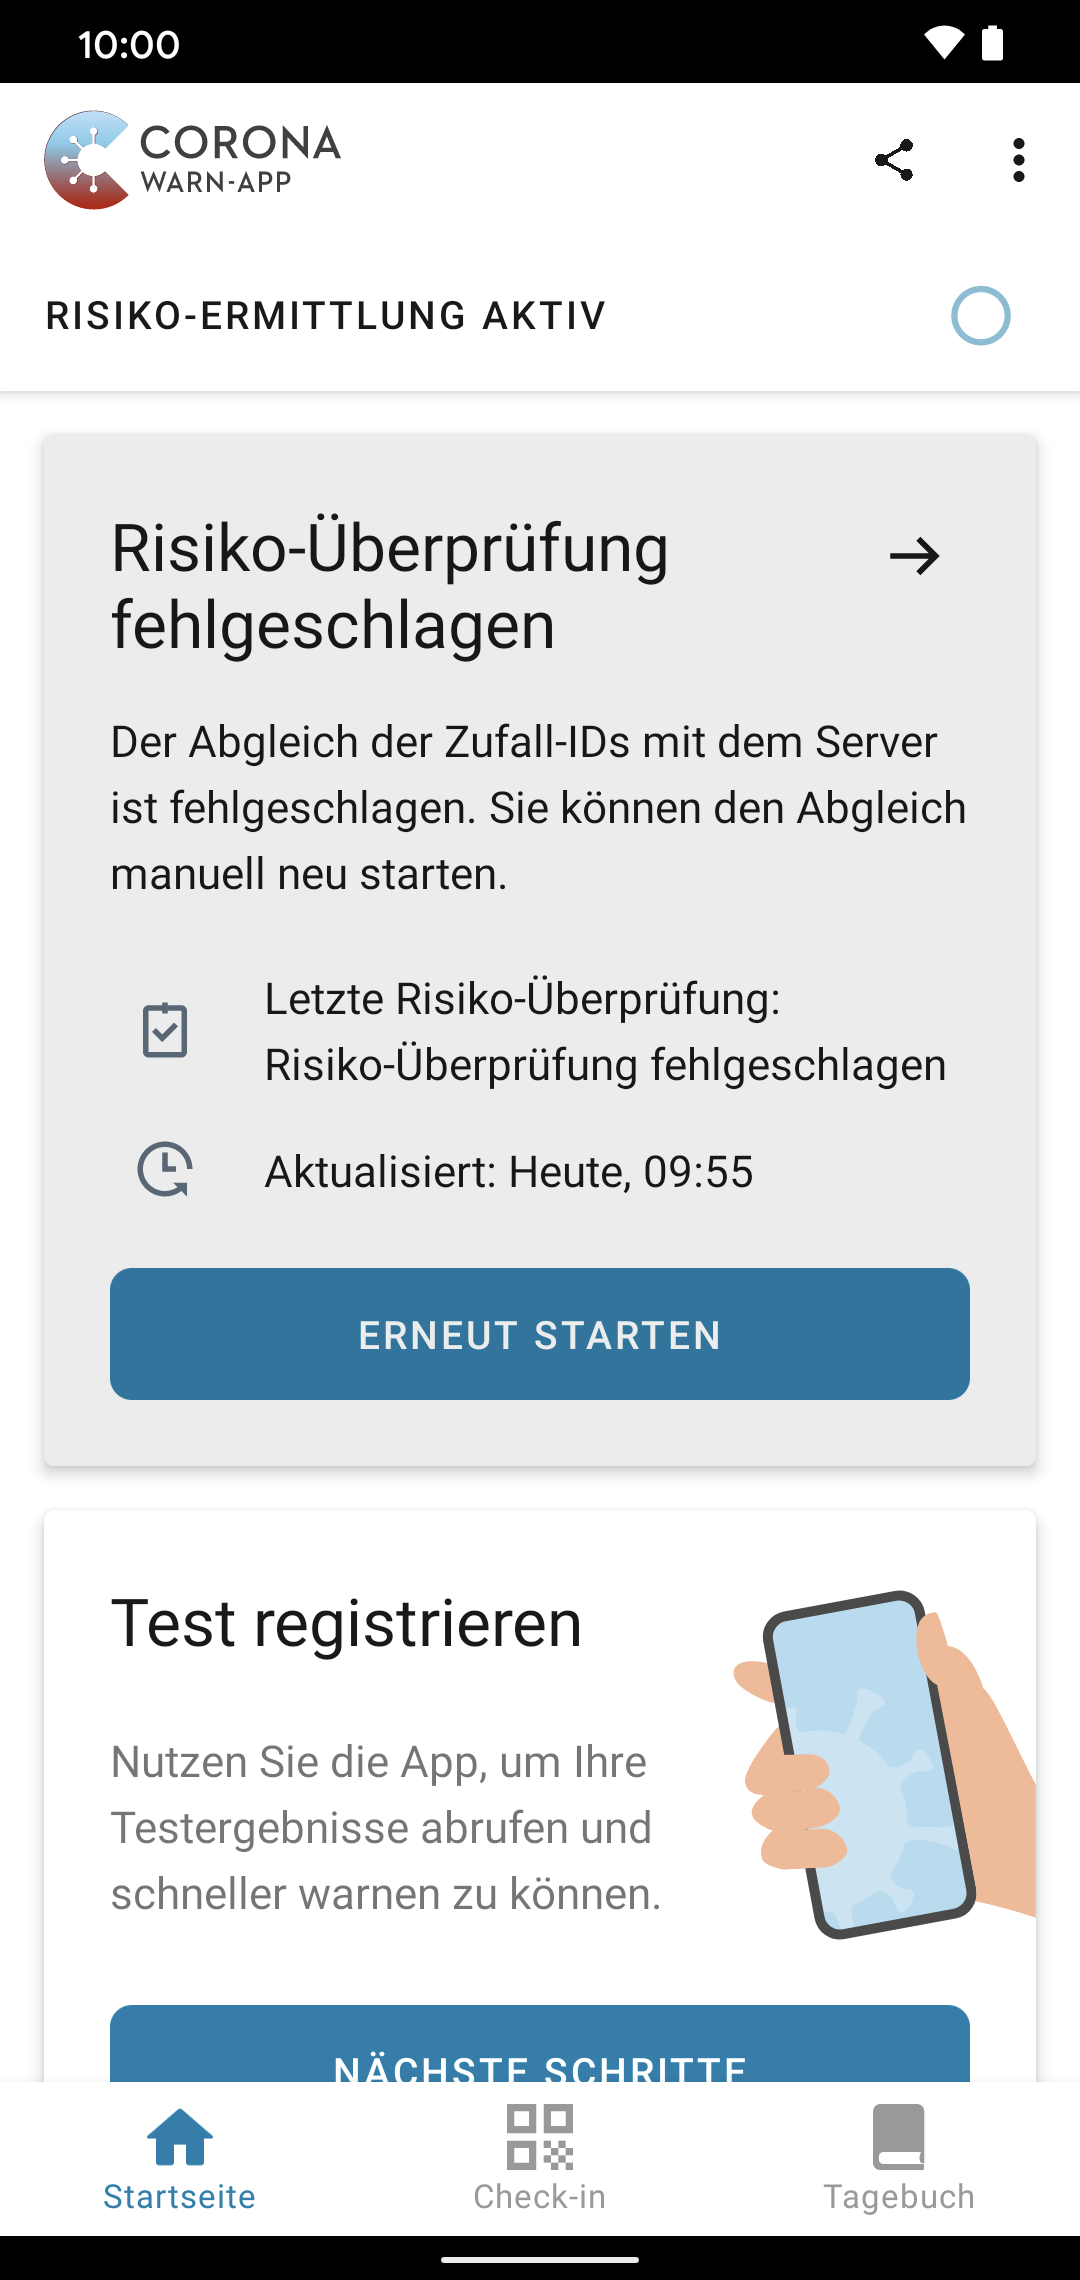 10:00
CORONA
WARN-APP
RISIKO-ERMITTLUNG AKTIV
Risiko-Überprüfung
fehlgeschlagen
Der Abgleich der Zufall-IDs mit dem Server
ist fehlgeschlagen. Sie können den Abgleich
manuell neu starten.
Letzte Risiko-Überprüfung:
Risiko-Überprüfung fehlgeschlagen
Aktualisiert: Heute, 09:55
ERNEUT STARTEN
Test registrieren
Nutzen Sie die App, um Ihre
Testergebnisse abrufen und
schneller warnen zu können.
NÄCHSTE SCHRITTE
Startseite
Check-in
Tagebuch